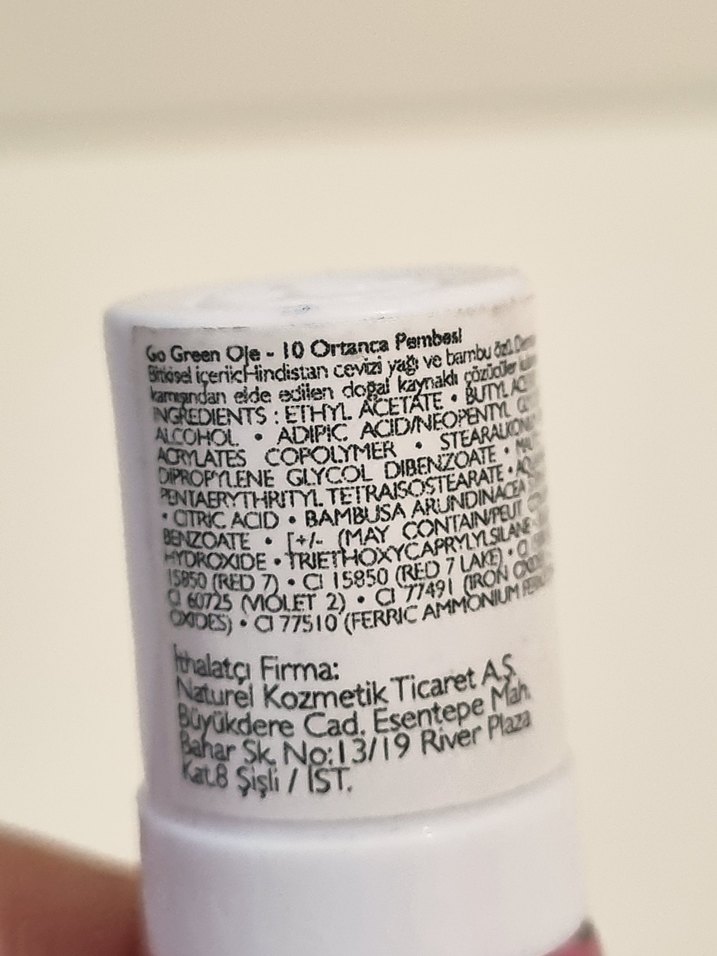 Go Green Oje - 10 Ortanca Pembesi
Bitkisel içerik:Hindistan cevizi yağı ve bambu özü.
kamışından elde edilen doğal kaynaklı çözücüler
INGREDIENTS : ETHYL ACETATE • BUTYL
ALCOHOL • ADIPIC ACID/NEOPENTYL
ACRYLATES COPOLYMER •
DIPROPYLENE GLYCOL DIBENZOATE •
PENTAERYTHRITYL TETRAISOSTEARATE •
• CITRIC ACID • BAMBUSA ARUNDINACEA
BENZOATE • [+/- (MAY CONTAIN/PEUT
HYDROXIDE • TRIETHOXYCAPRYLYLSILANE
15850 (RED 7) • CI 15850 (RED 7 LAKE) • CI
CI 60725 (VIOLET 2) • CI 77491 (IRON
OXIDES) • CI 77510 (FERRIC AMMONIUM
İthalatçı Firma:
Naturel Kozmetik Ticaret A.Ş.
Büyükdere Cad. Esentepe Mah.
Bahar Sk. No:13/19 River Plaza
Kat.8 Şişli / İST.